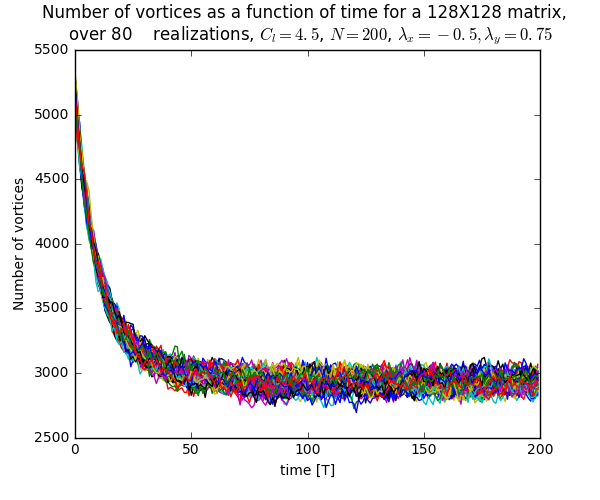 Number of vortices as a function of time for a 128X128 matrix,
over 80 realizations, $C_l = 4.5$, $N = 200$, $\lambda_x = -0.5, \lambda_y = 0.75$
5500
5000
4500
4000
3500
3000
2500
Number of vortices
0 50 100 150 200
time [T]